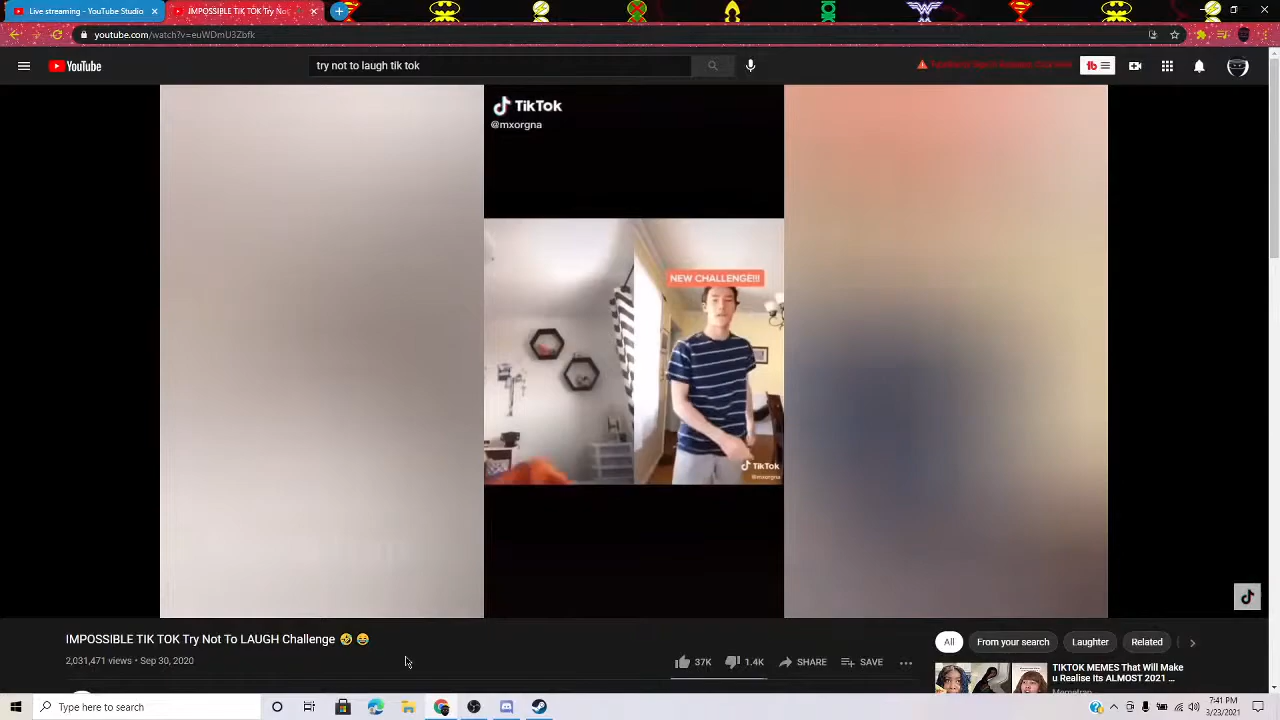 Live streaming - YouTube Studio
IMPOSSIBLE TIK TOK Try Not
youtube.com/watch?v=euWDmU3Zbfk
YouTube
try not to laugh tik tok
TikTok
@mxorgna
NEW CHALLENGE!!!
TikTok
@mxorgna
IMPOSSIBLE TIK TOK Try Not To LAUGH Challenge 🤣 😆
2,031,471 views • Sep 30, 2020
37K
1.4K
SHARE
SAVE
All
From your search
Laughter
Related
TIKTOK MEMES That Will Make
u Realise Its ALMOST 2021 ...
Memefran
Type here to search
7:41 PM
3/23/2021